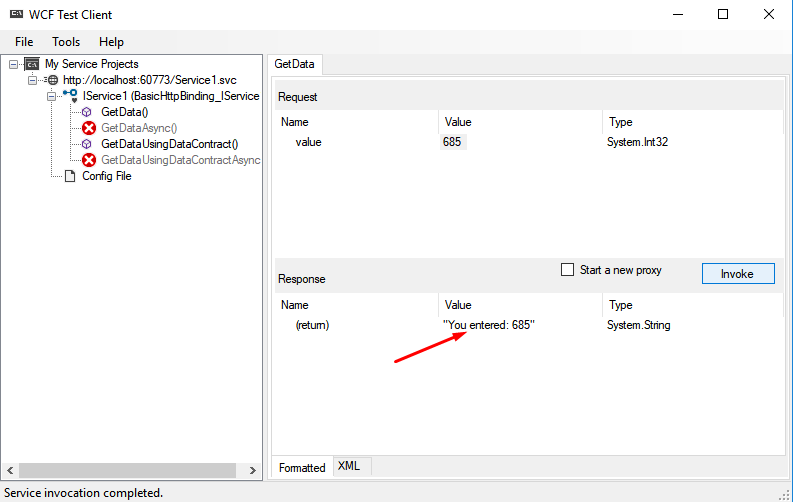 WCF Test Client
File Tools Help
My Service Projects
http://localhost:60773/Service1.svc
IService1 (BasicHttpBinding_IService
GetData()
GetDataAsync()
GetDataUsingDataContract()
GetDataUsingDataContractAsync
Config File
GetData
Request
Name Value Type
value 685 System.Int32
Response
Start a new proxy Invoke
Name Value Type
(return) "You entered: 685" System.String
Formatted XML
Service invocation completed.